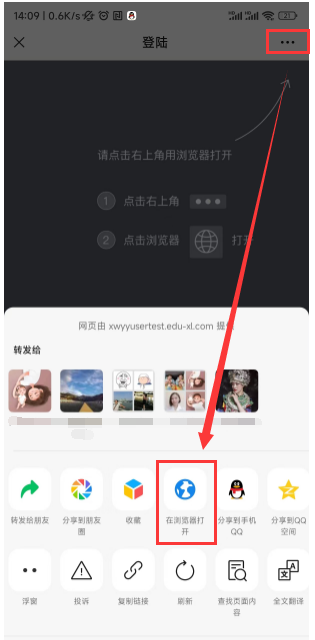 14:09 | 0.6K/s
21
登陆
请点击右上角用浏览器打开
1 点击右上角
2 点击浏览器 打开
网页由 xwyyusertest.edu-xl.com 提供
转发给
转发给朋友 分享到朋友圈 收藏 在浏览器打开 分享到手机QQ 分享到QQ空间
浮窗 投诉 复制链接 刷新 查找页面内容 全文翻译